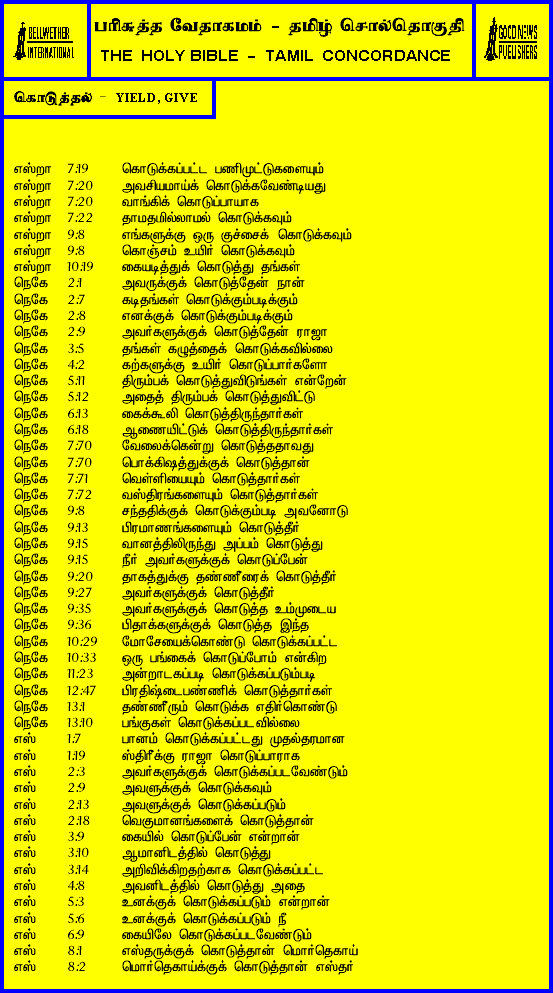 BELLWETHER INTERNATIONAL
பரிசுத்த வேதாகமம் - தமிழ் சொல்தொகுதி
THE HOLY BIBLE - TAMIL CONCORDANCE
GOOD NEWS PUBLISHERS
கொடுத்தல் - YIELD, GIVE
எஸ்றா 7:19 கொடுக்கப்பட்ட பணிமுட்டுகளையும்
எஸ்றா 7:20 அவசியமாய்க் கொடுக்கவேண்டியது
எஸ்றா 7:20 வாங்கிக் கொடுப்பாயாக
எஸ்றா 7:22 தாமதமில்லாமல் கொடுக்கவும்
எஸ்றா 9:8 எங்களுக்கு ஒரு குச்சைக் கொடுக்கவும்
எஸ்றா 9:8 கொஞ்சம் உயிர் கொடுக்கவும்
எஸ்றா 10:19 கையடித்துக் கொடுத்து தங்கள்
நெகே 2:1 அவருக்குக் கொடுத்தேன் நான்
நெகே 2:7 கடிதங்கள் கொடுக்கும்படிக்கும்
நெகே 2:8 எனக்குக் கொடுக்கும்படிக்கும்
நெகே 2:9 அவர்களுக்குக் கொடுத்தேன் ராஜா
நெகே 3:5 தங்கள் கழுத்தைக் கொடுக்கவில்லை
நெகே 4:2 கற்களுக்கு உயிர் கொடுப்பார்களோ
நெகே 5:11 திரும்பக் கொடுத்துவிடுங்கள் என்றேன்
நெகே 5:12 அதைத் திரும்பக் கொடுத்துவிட்டு
நெகே 6:13 கைக்கூலி கொடுத்திருந்தார்கள்
நெகே 6:18 ஆணையிட்டுக் கொடுத்திருந்தார்கள்
நெகே 7:70 வேலைக்கென்று கொடுத்ததாவது
நெகே 7:70 பொக்கிஷத்துக்குக் கொடுத்தான்
நெகே 7:71 வெள்ளியையும் கொடுத்தார்கள்
நெகே 7:72 வஸ்திரங்களையும் கொடுத்தார்கள்
நெகே 9:8 சந்ததிக்குக் கொடுக்கும்படி அவனோடு
நெகே 9:13 பிரமாணங்களையும் கொடுத்தீர்
நெகே 9:15 வானத்திலிருந்து அப்பம் கொடுத்து
நெகே 9:15 நீர் அவர்களுக்குக் கொடுப்பேன்
நெகே 9:20 தாகத்துக்கு தண்ணீரைக் கொடுத்தீர்
நெகே 9:27 அவர்களுக்குக் கொடுத்தீர்
நெகே 9:35 அவர்களுக்குக் கொடுத்த உம்முடைய
நெகே 9:36 பிதாக்களுக்குக் கொடுத்த இந்த
நெகே 10:29 மோசேயைக்கொண்டு கொடுக்கப்பட்ட
நெகே 10:33 ஒரு பங்கைக் கொடுப்போம் என்கிற
நெகே 11:23 அன்றாடகப்படி கொடுக்கப்படும்படி
நெகே 12:47 பிரதிஷ்டைபண்ணிக் கொடுத்தார்கள்
நெகே 13:1 தண்ணீரும் கொடுக்க எதிர்கொண்டு
நெகே 13:10 பங்குகள் கொடுக்கப்படவில்லை
எஸ் 1:7 பானம் கொடுக்கப்பட்டது முதல்தரமான
எஸ் 1:19 ஸ்திரீக்கு ராஜா கொடுப்பாராக
எஸ் 2:3 அவர்களுக்குக் கொடுக்கப்படவேண்டும்
எஸ் 2:9 அவளுக்குக் கொடுக்கவும்
எஸ் 2:13 அவளுக்குக் கொடுக்கப்படும்
எஸ் 2:18 வெகுமானங்களைக் கொடுத்தான்
எஸ் 3:9 கையில் கொடுப்பேன் என்றான்
எஸ் 3:10 ஆமானிடத்தில் கொடுத்து
எஸ் 3:14 அறிவிக்கிறதற்காக கொடுக்கப்பட்ட
எஸ் 4:8 அவனிடத்தில் கொடுத்து அதை
எஸ் 5:3 உனக்குக் கொடுக்கப்படும் என்றான்
எஸ் 5:6 உனக்குக் கொடுக்கப்படும் நீ
எஸ் 6:9 கையிலே கொடுக்கப்படவேண்டும்
எஸ் 8:1 எஸ்தருக்குக் கொடுத்தான் மொர்தெகாய்
எஸ் 8:2 மொர்தெகாய்க்குக் கொடுத்தான் எஸ்தர்